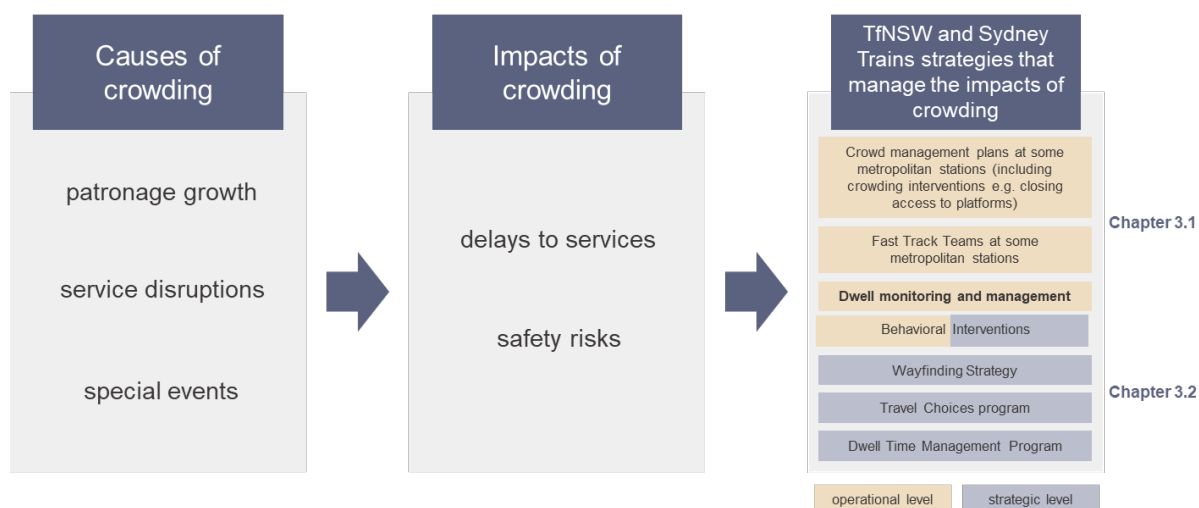 Causes of
crowding
patronage growth
service disruptions
special events
Impacts of
crowding
delays to services
safety risks
TfNSW and Sydney
Trains strategies that
manage the impacts of
crowding
Crowd management plans at some
metropolitan stations (including
crowding interventions e.g. closing
access to platforms)
Fast Track Teams at some
metropolitan stations
Dwell monitoring and management
Behavioral Interventions
Wayfinding Strategy
Travel Choices program
Dwell Time Management Program
Chapter 3.1
Chapter 3.2
operational level
strategic level